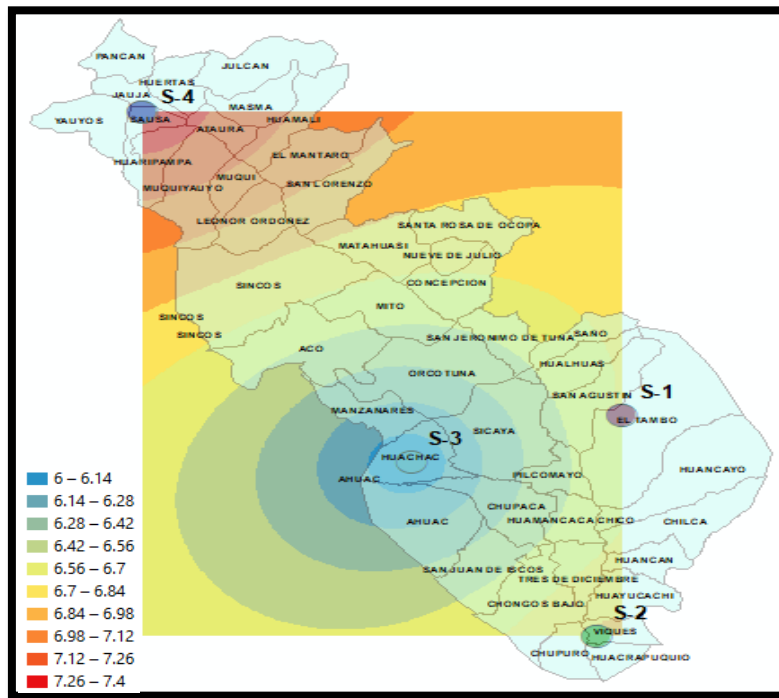 PANCAN
JULCAN
HUERTAS
JAUJA
S-4
MASMA
YAUYOS
SAUSA
HUAMALI
ATAURA
EL MANTARO
HUARIPAMPA
MUQUI
SAN LORENZO
MUQUIYAUYO
LEONOR ORDOÑEZ
SANTA ROSA DE OCOPA
MATAHUASI
NUEVE DE JULIO
CONCEPCION
SINCOS
MITO
SINCOS
SAÑO
SINCOS
SAN JERONIMO DE TUNA
ACO
HUALHUAS
ORCOTUNA
SAN AGUSTIN
S-1
MANZANARES
EL TAMBO
SICAYA
S-3
HUACHAC
HUANCAYO
PILCOMAYO
AHUAC
CHUPACA
AHUAC
HUAMANCACA CHICO
CHILCA
HUANCAN
SAN JUAN DE ISCOS
TRES DE DICIEMBRE
HUAYUCACHI
CHONGOS BAJO
S-2
VIQUES
CHUPURO
HUACRAPUQUIO
6 – 6.14
6.14 – 6.28
6.28 – 6.42
6.42 – 6.56
6.56 – 6.7
6.7 – 6.84
6.84 – 6.98
6.98 – 7.12
7.12 – 7.26
7.26 – 7.4